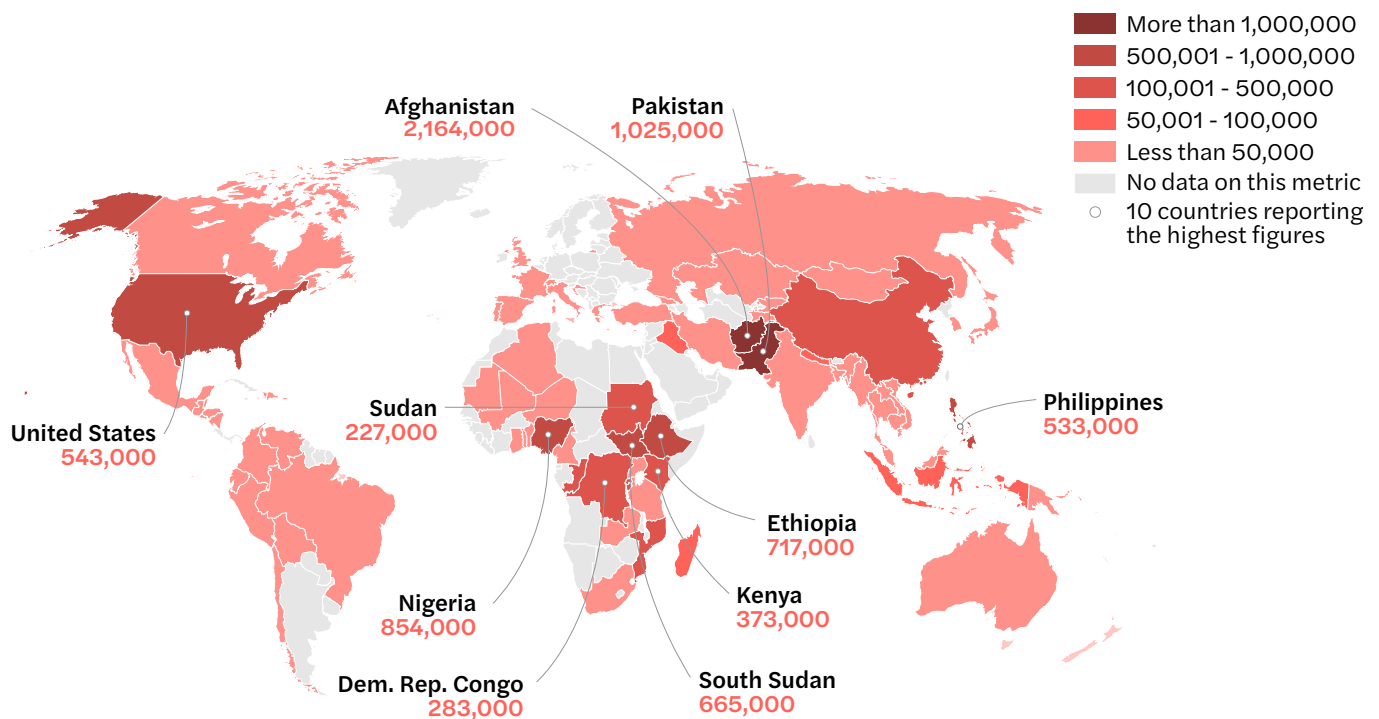 More than 1,000,000
500,001 - 1,000,000
100,001 - 500,000
50,001 - 100,000
Less than 50,000
No data on this metric
10 countries reporting
the highest figures
Afghanistan
2,164,000
Pakistan
1,025,000
Sudan
227,000
United States
543,000
Philippines
533,000
Ethiopia
717,000
Kenya
373,000
Nigeria
854,000
Dem. Rep. Congo
283,000
South Sudan
665,000